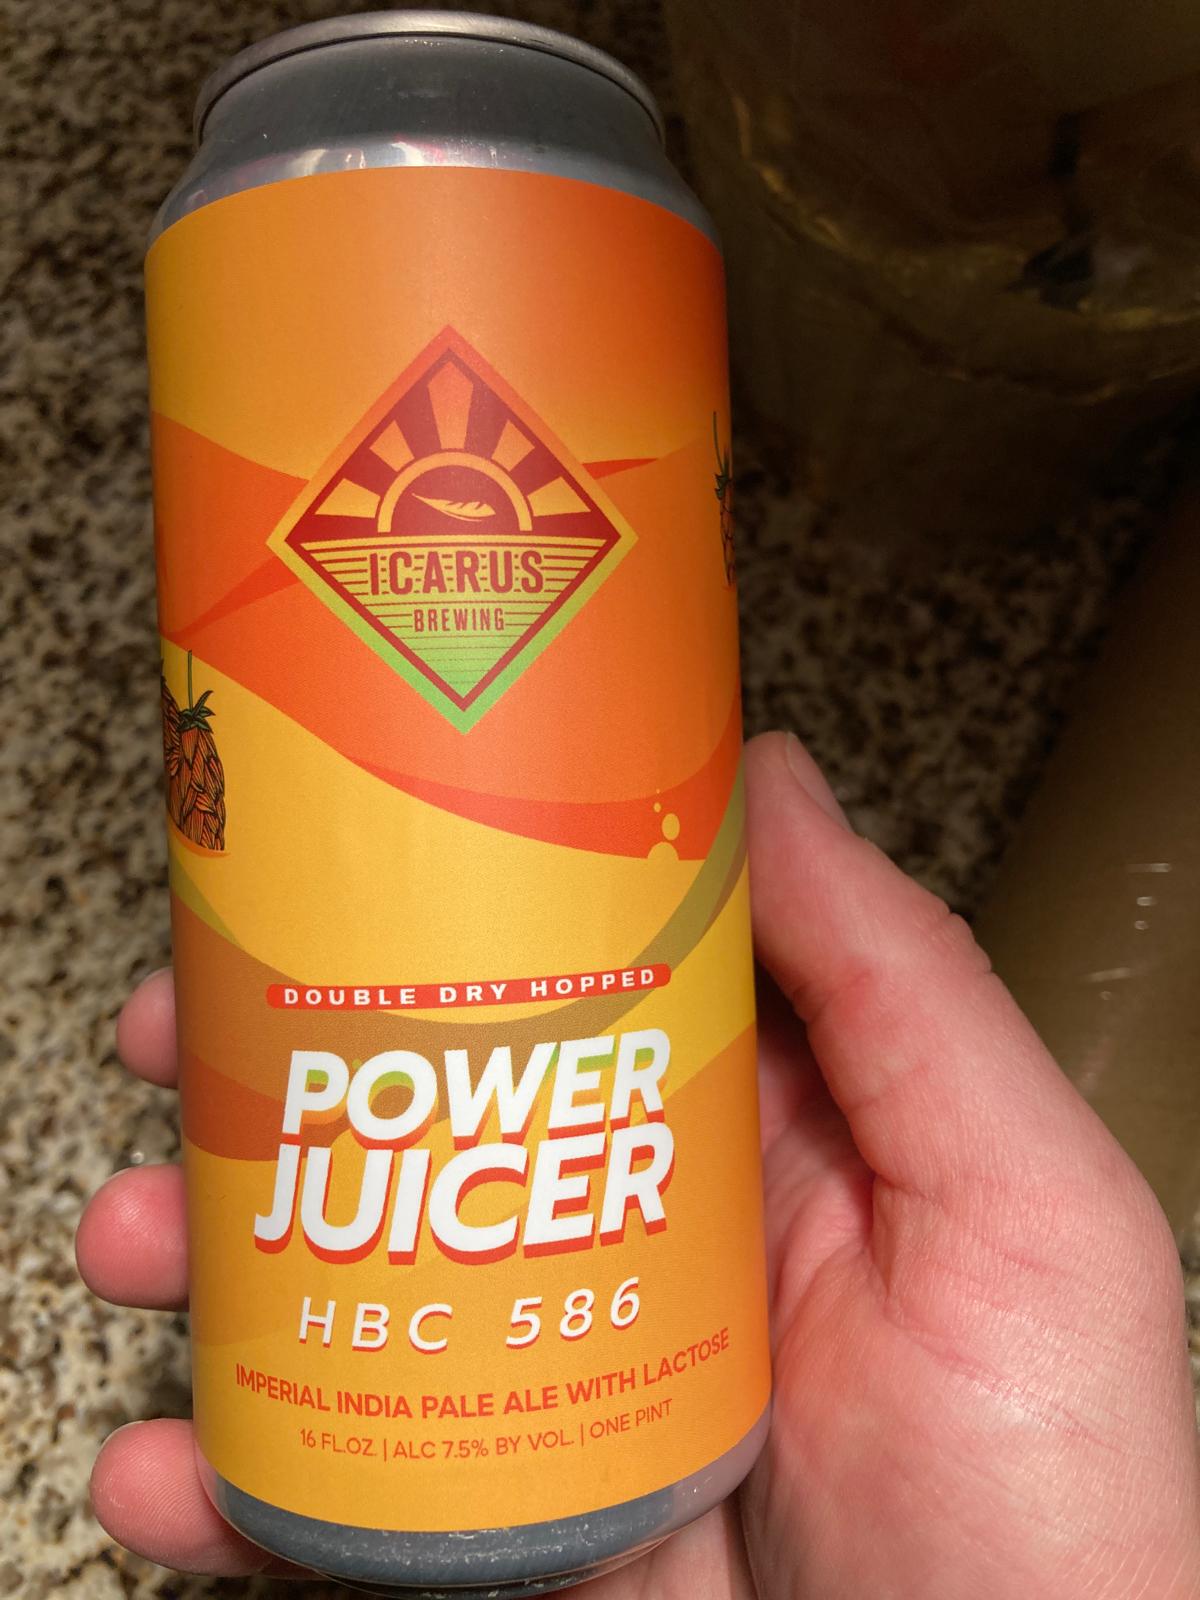 ICARUS
BREWING
DOUBLE DRY HOPPED
POWER
JUICER
HBC 586
IMPERIAL INDIA PALE ALE WITH LACTOSE
16 FL.OZ. | ALC 7.5% BY VOL. | ONE PINT